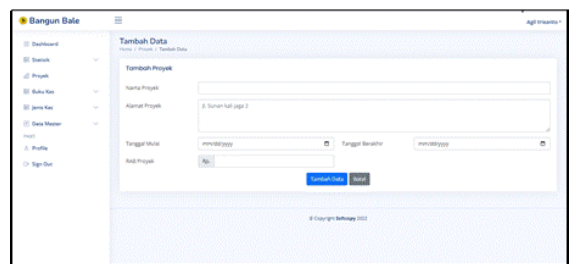 Bangun Bale
Agil Irmianto
Dashboard
Statistik
Proyek
Buku Kas
Jenis Kas
Data Master
Profile
Sign Out
Tambah Data
Home / Proyek / Tambah Data
Tambah Proyek
Nama Proyek
Alamat Proyek
Jl. Sunan kali jaga 2
Tanggal Mulai mm/dd/yyyy Tanggal Berakhir mm/dd/yyyy
RAB Proyek Rp.
Tambah Data Batal
© Copyright Softcopy 2022